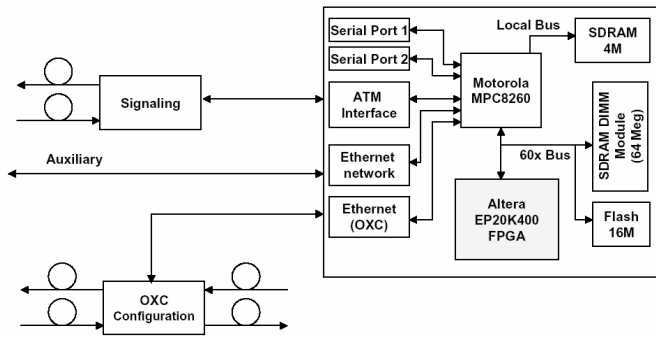 Serial Port 1
Serial Port 2
ATM
Interface
Ethernet
network
Ethernet
(OXC)
Motorola
MPC8260
Local Bus
SDRAM
4M
60x Bus
SDRAM DIMM
Module
(64 Meg)
Altera
EP20K400
FPGA
Flash
16M
Signaling
Auxiliary
OXC
Configuration